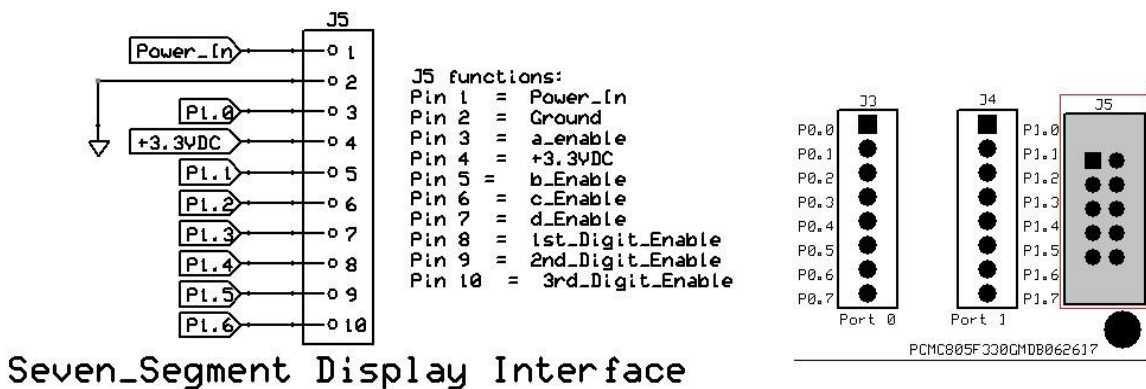 J5
Power_In 1
2
P1.0 3
+3.3VDC 4
P1.1 5
P1.2 6
P1.3 7
P1.4 8
P1.5 9
P1.6 10
J5 functions:
Pin 1 = Power_In
Pin 2 = Ground
Pin 3 = a_enable
Pin 4 = +3.3VDC
Pin 5 = b_Enable
Pin 6 = c_Enable
Pin 7 = d_Enable
Pin 8 = 1st_Digit_Enable
Pin 9 = 2nd_Digit_Enable
Pin 10 = 3rd_Digit_Enable
Seven_Segment Display Interface
J3
P0.0
P0.1
P0.2
P0.3
P0.4
P0.5
P0.6
P0.7
Port 0
J4
P1.0
P1.1
P1.2
P1.3
P1.4
P1.5
P1.6
P1.7
Port 1
J5
PCMC805F330GMDB062617